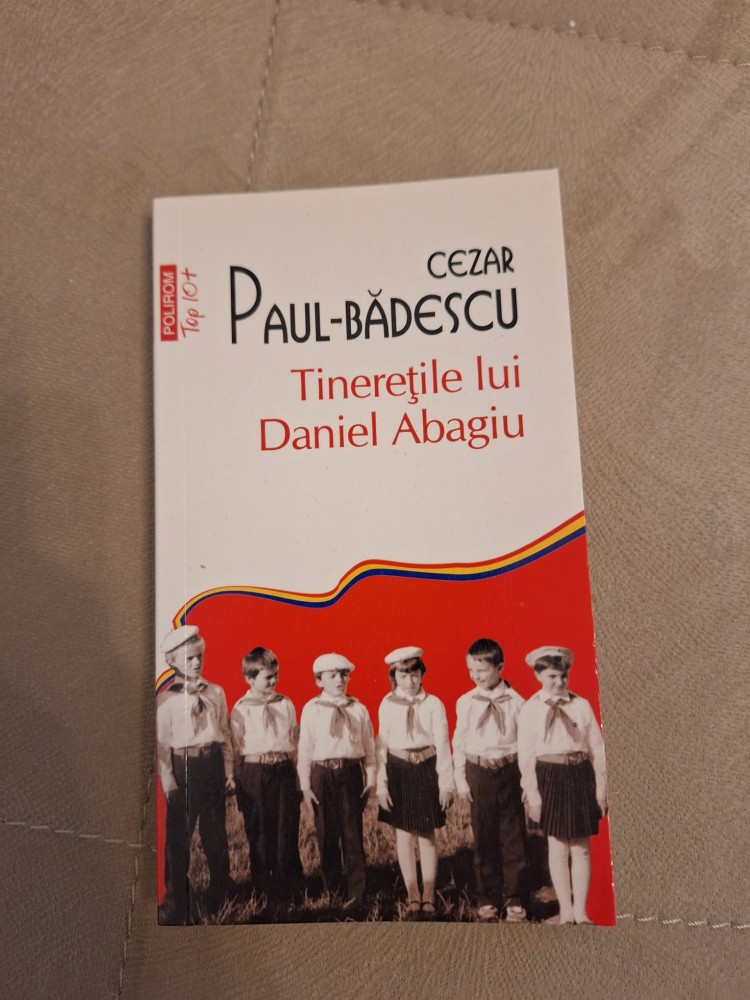 CEZAR
PAUL-BĂDESCU
Tinereţile lui
Daniel Abagiu
POLIROM
Top 10+